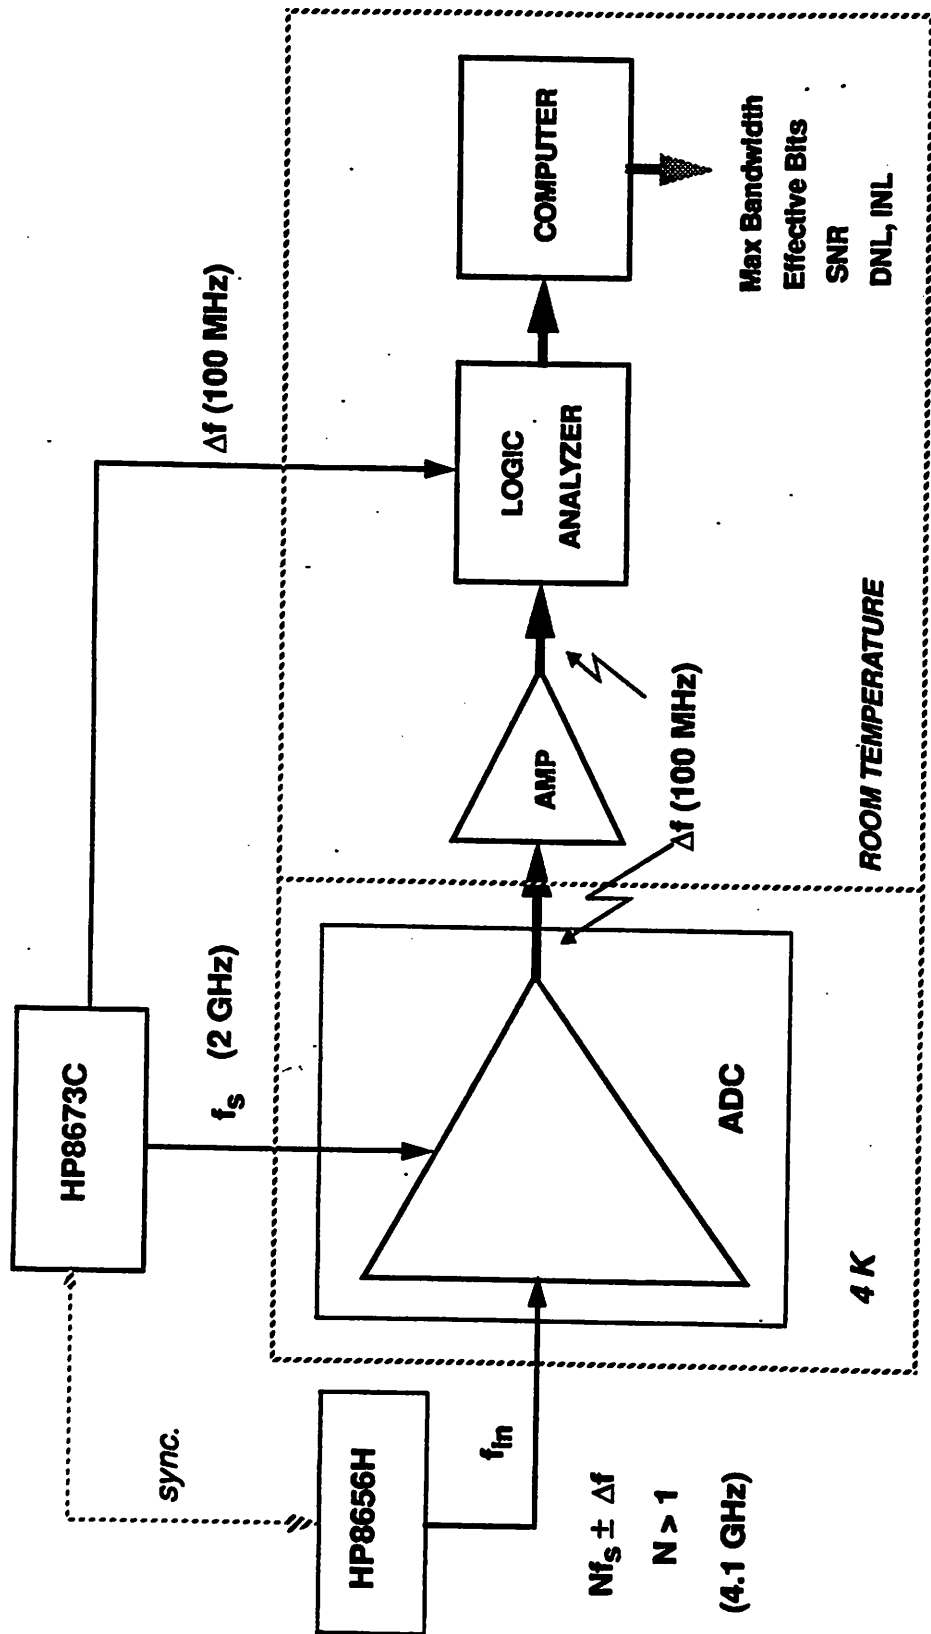 HP8673C
sync.
HP8656H
fs (2 GHz)
Δf (100 MHz)
fin
Nfs ± Δf
N > 1
(4.1 GHz)
ADC
4 K
AMP
Δf (100 MHz)
LOGIC
ANALYZER
COMPUTER
Max Bandwidth
Effective Bits
SNR
DNL, INL
ROOM TEMPERATURE